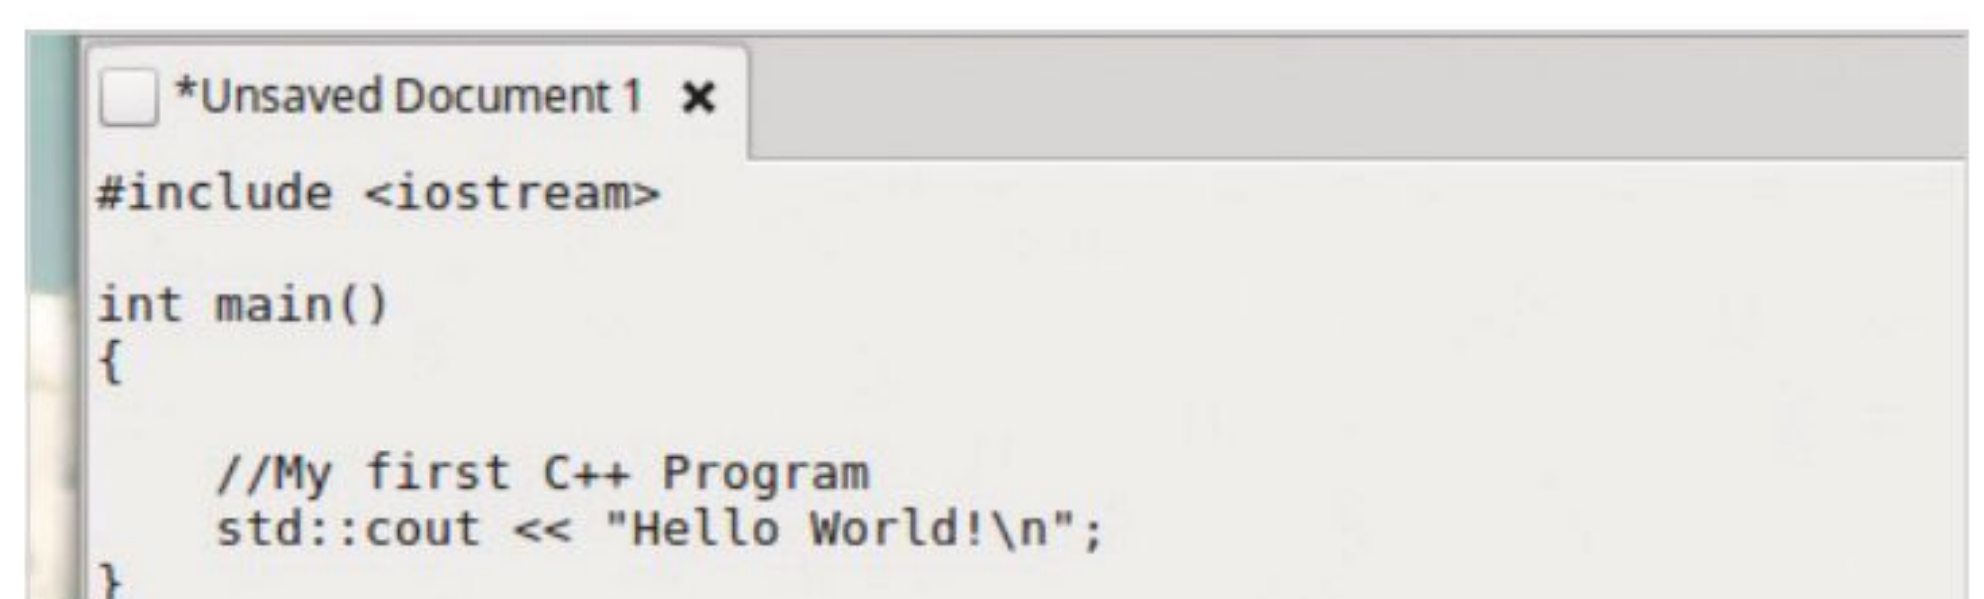 *Unsaved Document 1 ✖
#include <iostream>
int main()
{
//My first C++ Program
std::cout << "Hello World!\n";
}